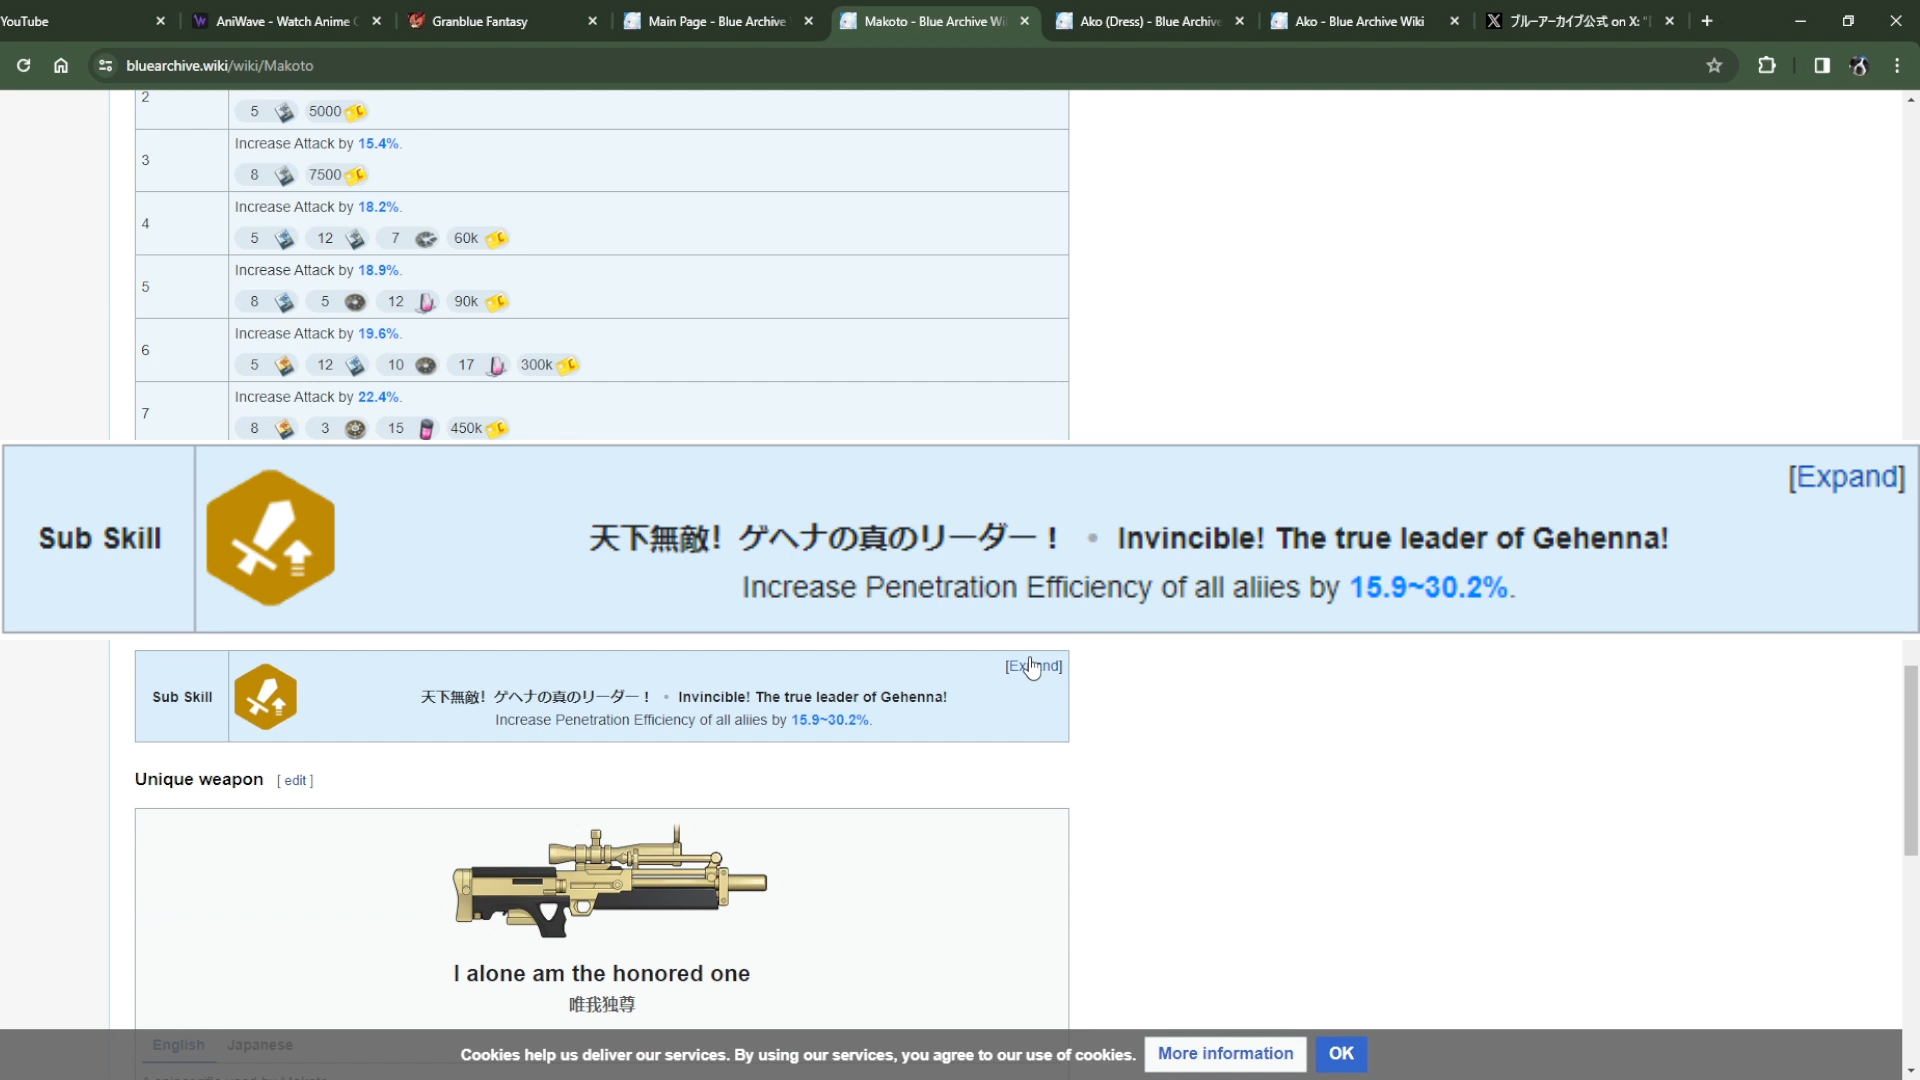 YouTube
AniWave - Watch Anime
Granblue Fantasy
Main Page - Blue Archive
Makoto - Blue Archive Wi
Ako (Dress) - Blue Archive
Ako - Blue Archive Wiki
ブルーアーカイブ公式 on X: "
bluearchive.wiki/wiki/Makoto
2
5 5000
Increase Attack by 15.4%.
3
8 7500
Increase Attack by 18.2%.
4
5 12 7 60k
Increase Attack by 18.9%.
5
8 5 12 90k
Increase Attack by 19.6%.
6
5 12 10 17 300k
Increase Attack by 22.4%.
7
8 3 15 450k
[Expand]
Sub Skill
天下無敵！ゲヘナの真のリーダー！ • Invincible! The true leader of Gehenna!
Increase Penetration Efficiency of all aliies by 15.9~30.2%.
Sub Skill
天下無敵！ゲヘナの真のリーダー！ • Invincible! The true leader of Gehenna!
Increase Penetration Efficiency of all aliies by 15.9~30.2%.
Unique weapon [ edit ]
I alone am the honored one
唯我独尊
English Japanese
Cookies help us deliver our services. By using our services, you agree to our use of cookies. More information OK